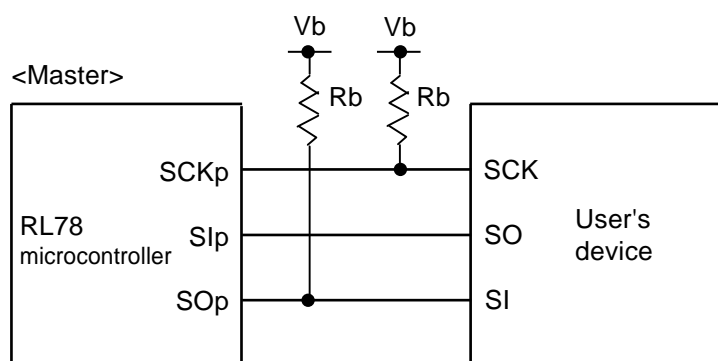 Vb Vb
<Master>
Rb Rb
SCKp SCK
RL78
microcontroller
SIp SO
User's
device
SOp SI